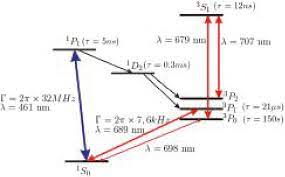 ³S₁ (τ = 12ns)
λ = 679 nm
λ = 707 nm
¹P₁(τ = 5ns)
¹D₂(τ = 0.3ms)
³P₂
³P₁ (τ = 21μs)
³P₀ (τ = 150s)
Γ = 2π × 32MHz
λ = 461 nm
Γ = 2π × 7,6kHz
λ = 689 nm
λ = 698 nm
¹S₀